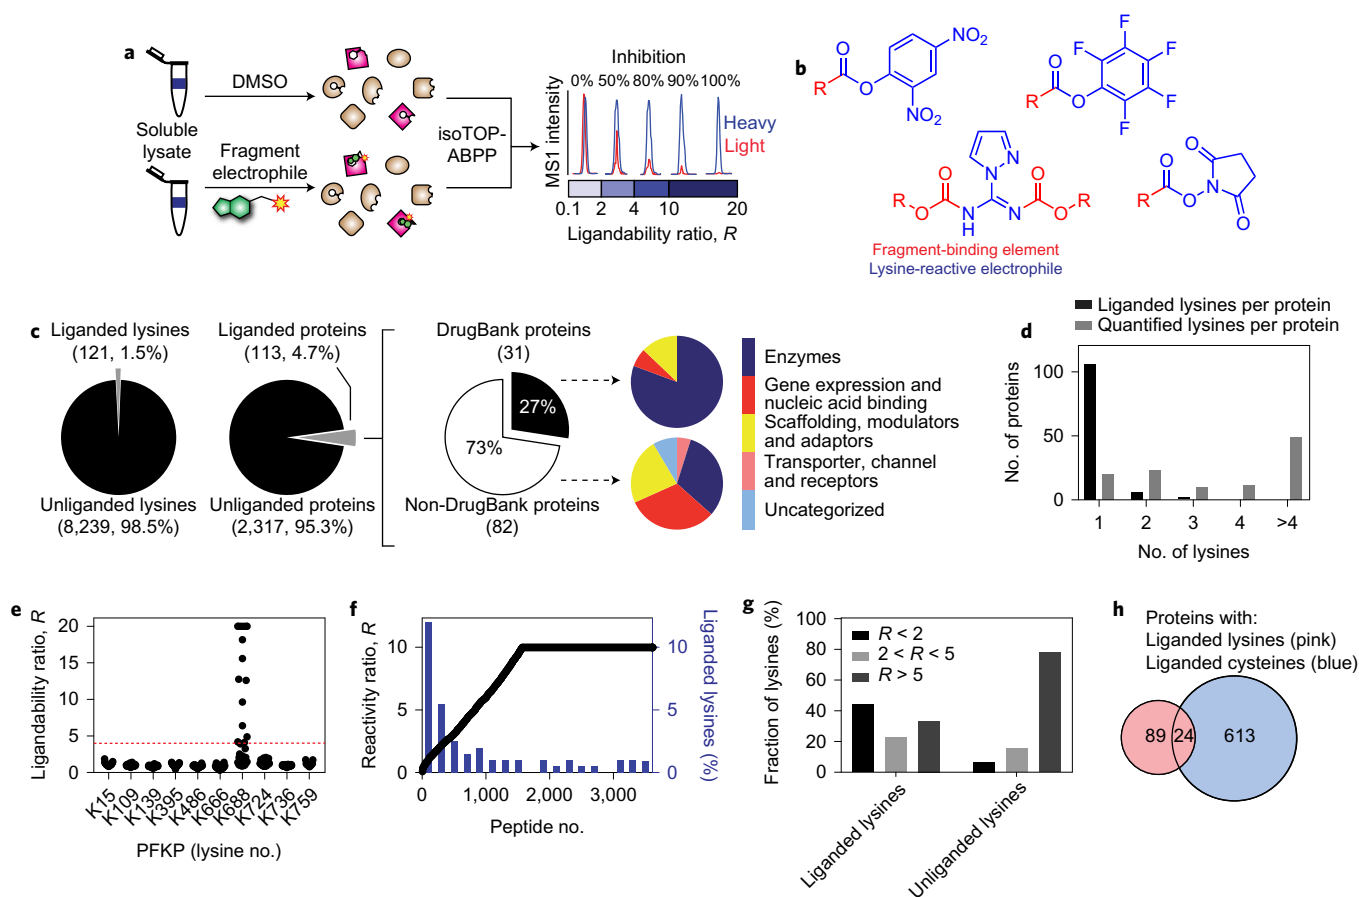 a
DMSO
Soluble
lysate
Fragment
electrophile
isoTOP-
ABPP
Inhibition
0% 50% 80% 90% 100%
MS1 intensity
Heavy
Light
0.1 2 4 10 20
Ligandability ratio, R
b
O
R
O
NO2
NO2
O
R
O
F
F
F
F
F
N
N
O
O
R
O
N
H
N
O
R
O
R
O
N
O
O
Fragment-binding element
Lysine-reactive electrophile
c
Liganded lysines
(121, 1.5%)
Unliganded lysines
(8,239, 98.5%)
Liganded proteins
(113, 4.7%)
Unliganded proteins
(2,317, 95.3%)
DrugBank proteins
(31)
27%
73%
Non-DrugBank proteins
(82)
Enzymes
Gene expression and
nucleic acid binding
Scaffolding, modulators
and adaptors
Transporter, channel
and receptors
Uncategorized
d
Liganded lysines per protein
Quantified lysines per protein
No. of proteins
100
50
0
1 2 3 4 >4
No. of lysines
e
Ligandability ratio, R
20
15
10
5
0
K15 K109 K139 K395 K486 K666 K688 K724 K736 K759
PFKP (lysine no.)
f
Reactivity ratio, R
10
5
0
0 1,000 2,000 3,000
Peptide no.
10
5
0
Liganded lysines (%)
g
Fraction of lysines (%)
100
80
60
40
20
0
R < 2
2 < R < 5
R > 5
Liganded lysines
Unliganded lysines
h
Proteins with:
Liganded lysines (pink)
Liganded cysteines (blue)
89 24 613